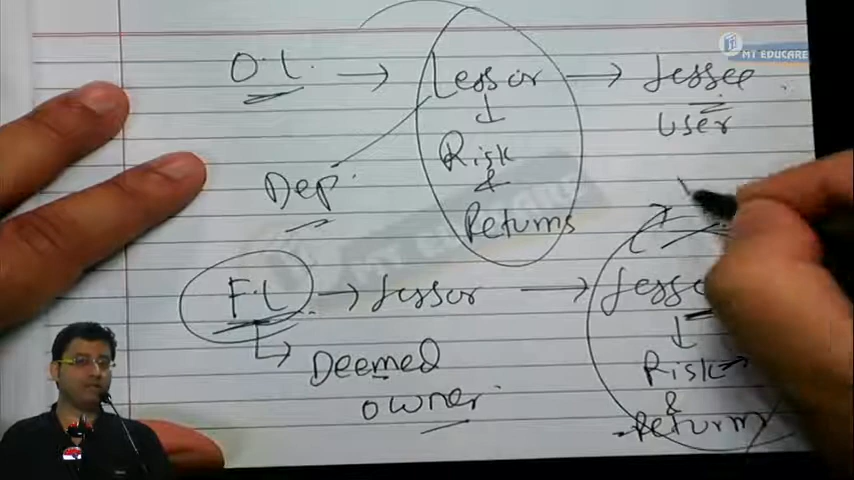 MT EDUCARE
O.L. → Lessor → Lessee
User
Risk
&
Dep.
Returns
F.L → Lessor → Lessee
Deemed
owner.
Risk
&
Returns